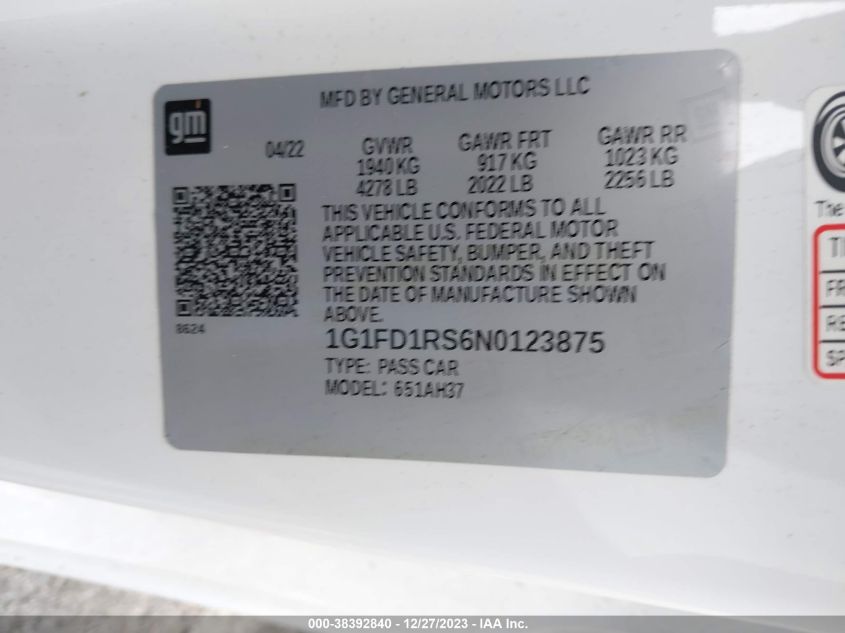 MFD BY GENERAL MOTORS LLC
gm
04/22
GVWR GAWR FRT GAWR RR
1940 KG 917 KG 1023 KG
4278 LB 2022 LB 2256 LB
THIS VEHICLE CONFORMS TO ALL
APPLICABLE U.S. FEDERAL MOTOR
VEHICLE SAFETY, BUMPER, AND THEFT
PREVENTION STANDARDS IN EFFECT ON
THE DATE OF MANUFACTURE SHOWN
ABOVE.
8624
1G1FD1RS6N0123875
TYPE: PASS CAR
MODEL: 651AH37
The
000-38392840 - 12/27/2023 - IAA Inc.